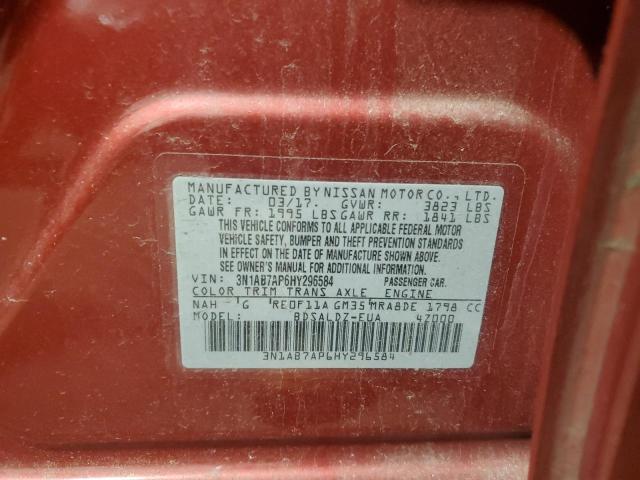 MANUFACTURED BY NISSAN MOTOR CO., LTD.
DATE: 03/17. GVWR: 3823 LBS
GAWR FR: 1995 LBS GAWR RR: 1841 LBS
THIS VEHICLE CONFORMS TO ALL APPLICABLE FEDERAL MOTOR
VEHICLE SAFETY, BUMPER AND THEFT PREVENTION STANDARDS
IN EFFECT ON THE DATE OF MANUFACTURE SHOWN ABOVE.
SEE OWNER'S MANUAL FOR ADDITIONAL INFORMATION.
VIN: 3N1AB7AP6HY296584 PASSENGER CAR.
COLOR TRIM TRANS AXLE ENGINE
NAH G RE0F11A GM35 MRA8DE 1798 CC
MODEL: BDSALDZ-EUA 4Z000
3N1AB7AP6HY296584